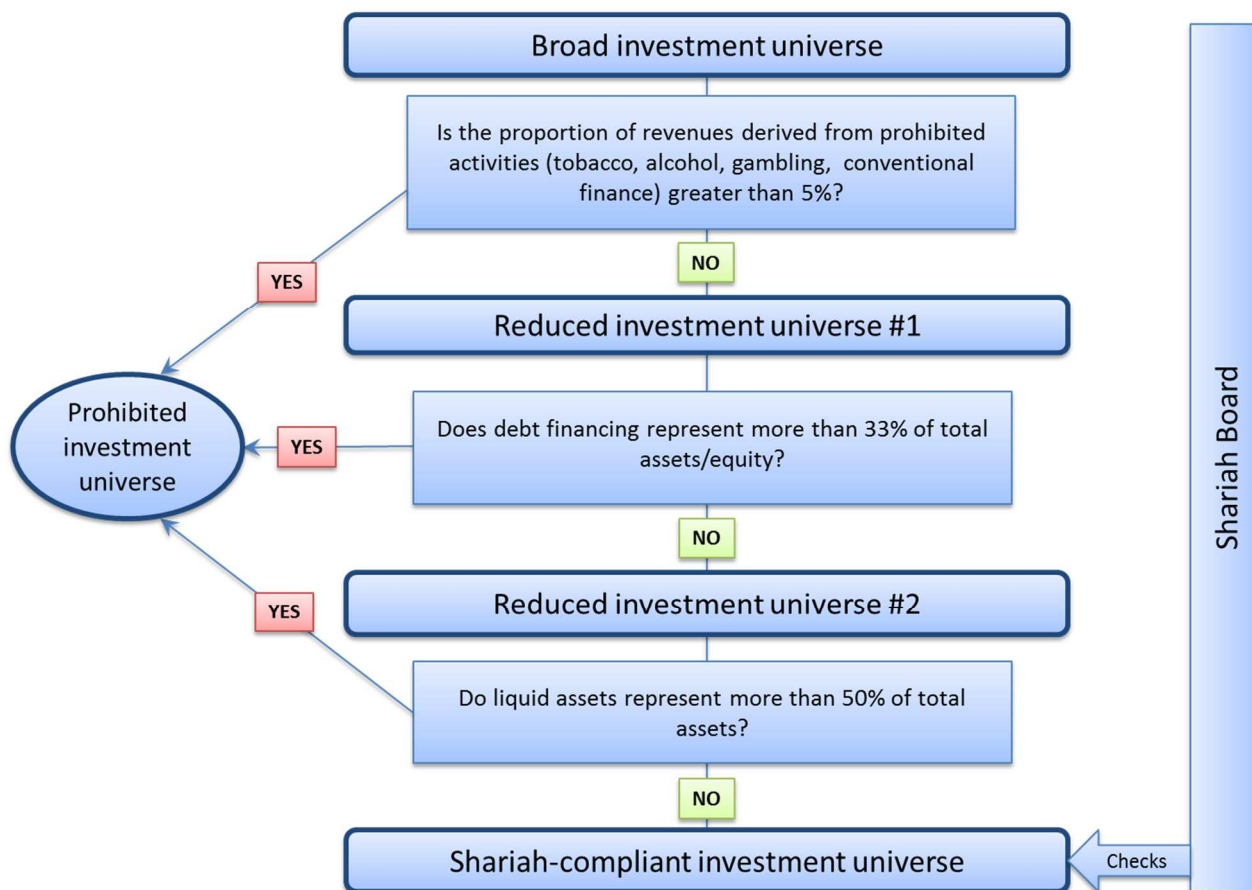 Broad investment universe
Is the proportion of revenues derived from prohibited
activities (tobacco, alcohol, gambling, conventional
finance) greater than 5%?
YES
NO
Reduced investment universe #1
Prohibited
investment
universe
YES
Does debt financing represent more than 33% of total
assets/equity?
NO
Reduced investment universe #2
YES
Do liquid assets represent more than 50% of total
assets?
NO
Shariah-compliant investment universe
Checks
Shariah Board